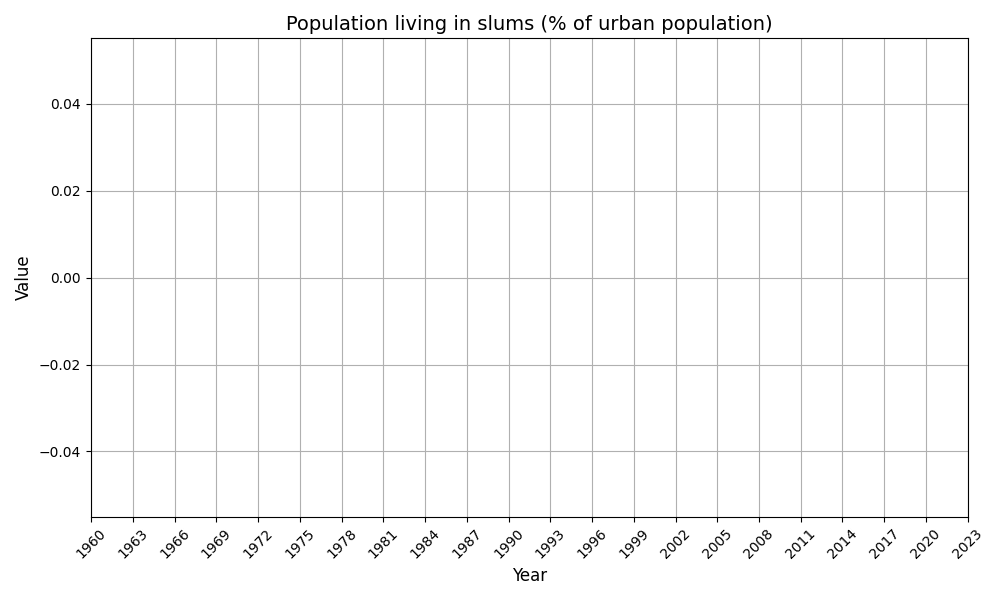 Population living in slums (% of urban population)
Value
0.04
0.02
0.00
−0.02
−0.04
1960 1963 1966 1969 1972 1975 1978 1981 1984 1987 1990 1993 1996 1999 2002 2005 2008 2011 2014 2017 2020 2023
Year